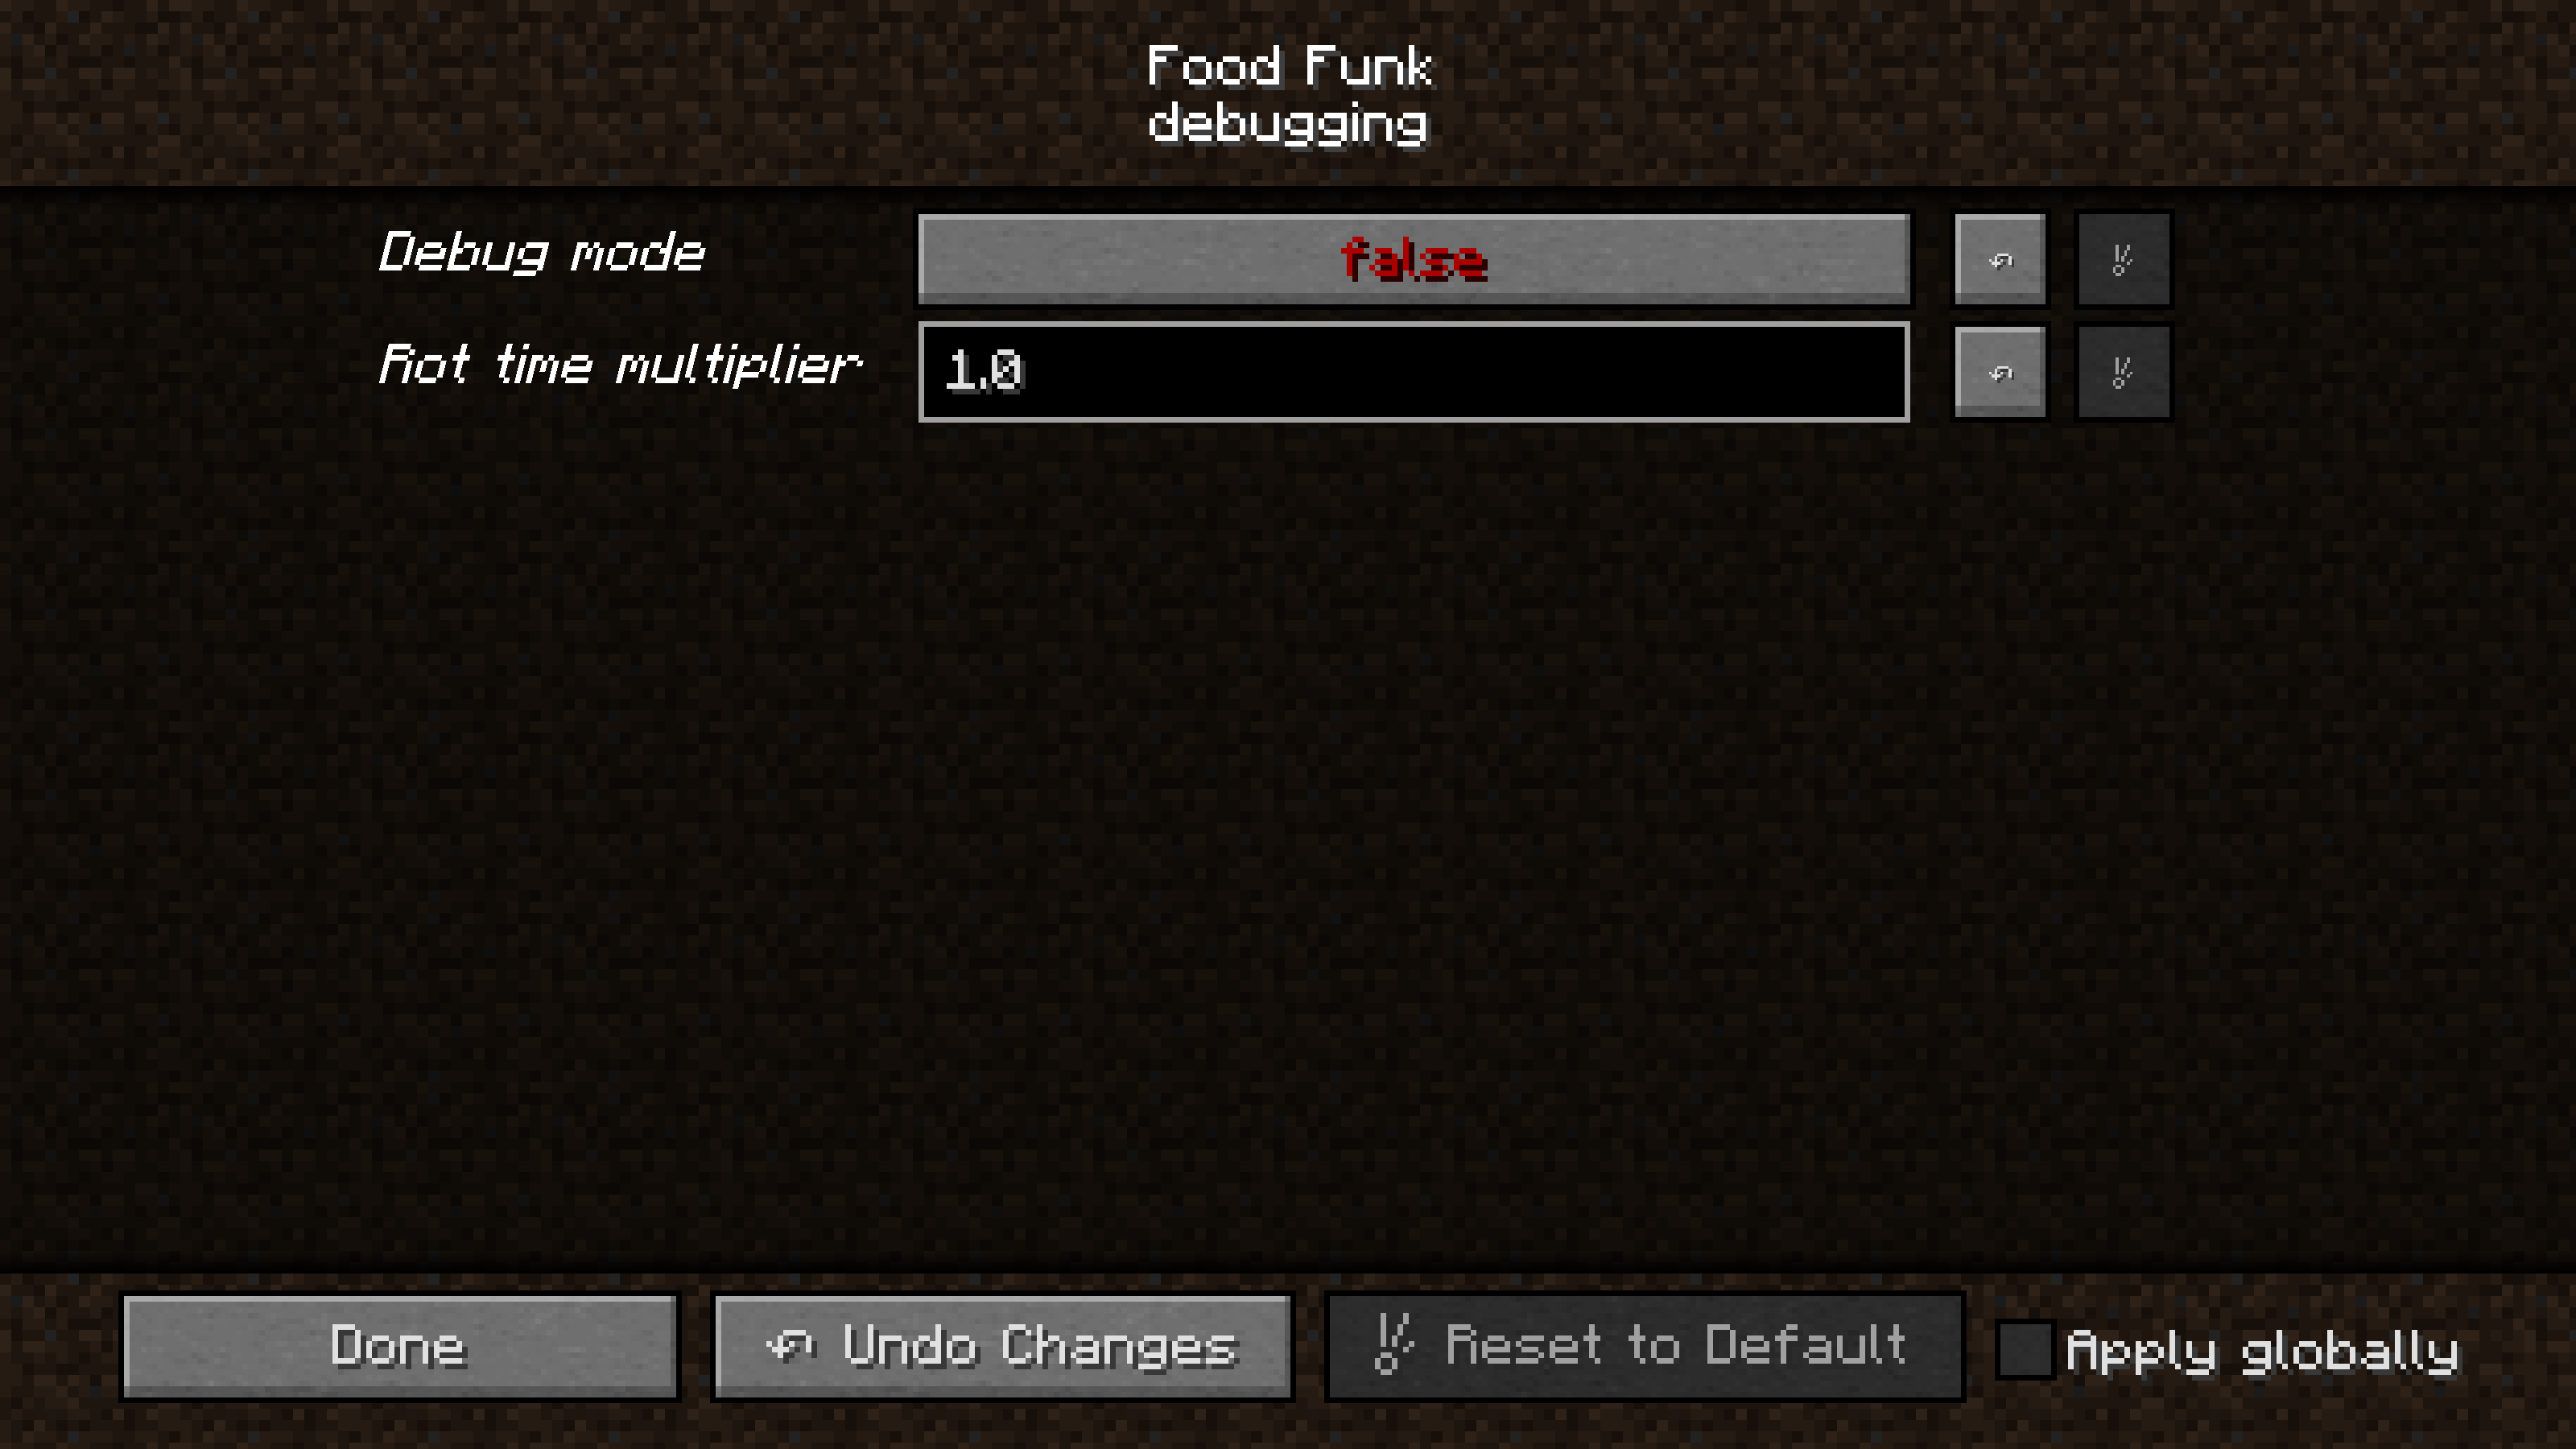 Food Funk
debugging
Debug mode
false
Rot time multiplier
1.0
Done
Undo Changes
Reset to Default
Apply globally